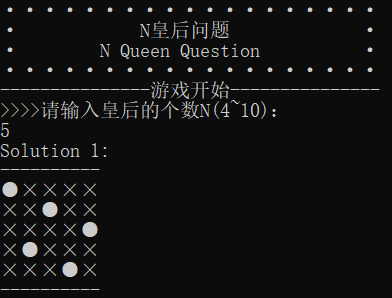 • • • • • • • • • • • • • • • • • • •
• N皇后问题 •
• N Queen Question •
• • • • • • • • • • • • • • • • • • •
---------------游戏开始---------------
>>>>请输入皇后的个数N(4~10):
5
Solution 1:
----------
●××××
××●××
××××●
×●×××
×××●×
----------